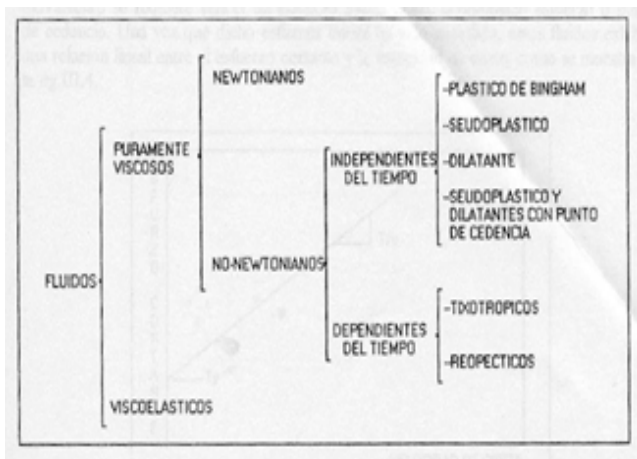 NEWTONIANOS
PURAMENTE
VISCOSOS
-PLASTICO DE BINGHAM
-SEUDOPLASTICO
INDEPENDIENTES
DEL TIEMPO
-DILATANTE
-SEUDOPLASTICO Y
DILATANTES CON PUNTO
DE CEDENCIA
FLUIDOS
NO-NEWTONIANOS
DEPENDIENTES
DEL TIEMPO
-TIXOTROPICOS
-REOPECTICOS
VISCOELASTICOS